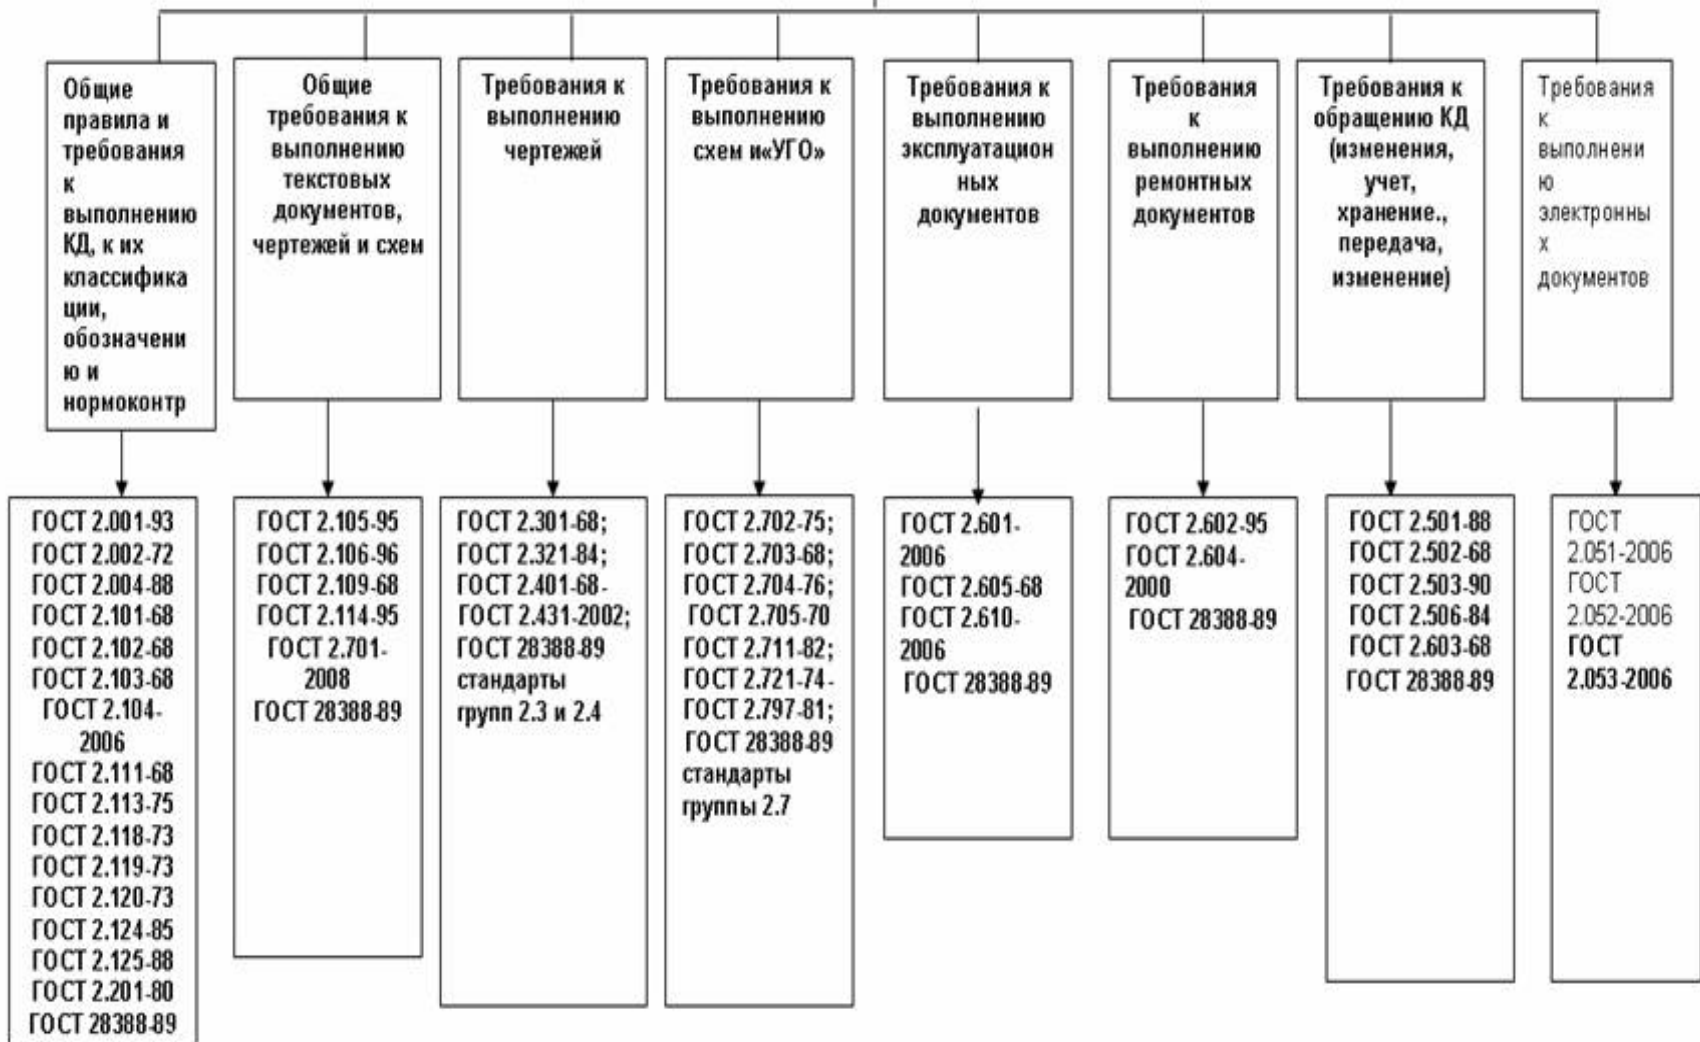 Общие
правила и
требования
к
выполнению
КД, к их
классифика
ции,
обозначени
ю и
нормоконтр
Общие
требования к
выполнению
текстовых
документов,
чертежей и схем
Требования к
выполнению
чертежей
Требования к
выполнению
схем и«УГО»
Требования к
выполнению
эксплуатацион
ных
документов
Требования
к
выполнению
ремонтных
документов
Требования к
обращению КД
(изменения,
учет,
хранение.,
передача,
изменение)
Требования
к
выполнени
ю
электронны
х
документов
ГОСТ 2.001-93
ГОСТ 2.002-72
ГОСТ 2.004-88
ГОСТ 2.101-68
ГОСТ 2.102-68
ГОСТ 2.103-68
ГОСТ 2.104-
2006
ГОСТ 2.111-68
ГОСТ 2.113-75
ГОСТ 2.118-73
ГОСТ 2.119-73
ГОСТ 2.120-73
ГОСТ 2.124-85
ГОСТ 2.125-88
ГОСТ 2.201-80
ГОСТ 28388-89
ГОСТ 2.105-95
ГОСТ 2.106-96
ГОСТ 2.109-68
ГОСТ 2.114-95
ГОСТ 2.701-
2008
ГОСТ 28388-89
ГОСТ 2.301-68;
ГОСТ 2.321-84;
ГОСТ 2.401-68-
ГОСТ 2.431-2002;
ГОСТ 28388-89
стандарты
групп 2.3 и 2.4
ГОСТ 2.702-75;
ГОСТ 2.703-68;
ГОСТ 2.704-76;
ГОСТ 2.705-70
ГОСТ 2.711-82;
ГОСТ 2.721-74-
ГОСТ 2.797-81;
ГОСТ 28388-89
стандарты
группы 2.7
ГОСТ 2.601-
2006
ГОСТ 2.605-68
ГОСТ 2.610-
2006
ГОСТ 28388-89
ГОСТ 2.602-95
ГОСТ 2.604-
2000
ГОСТ 28388-89
ГОСТ 2.501-88
ГОСТ 2.502-68
ГОСТ 2.503-90
ГОСТ 2.506-84
ГОСТ 2.603-68
ГОСТ 28388-89
ГОСТ
2.051-2006
ГОСТ
2.052-2006
ГОСТ
2.053-2006